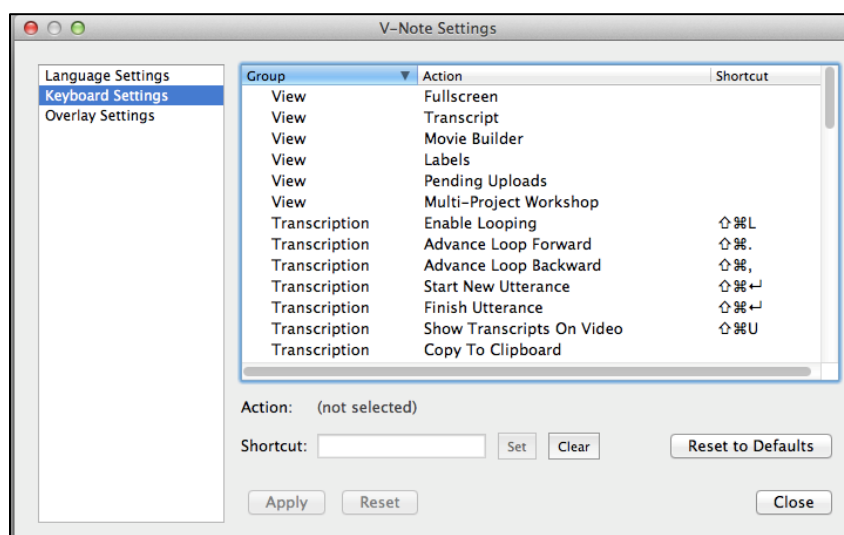 V-Note Settings
Language Settings
Keyboard Settings
Overlay Settings
Group ▼ Action Shortcut
View Fullscreen
View Transcript
View Movie Builder
View Labels
View Pending Uploads
View Multi-Project Workshop
Transcription Enable Looping ⇧⌘L
Transcription Advance Loop Forward ⇧⌘.
Transcription Advance Loop Backward ⇧⌘,
Transcription Start New Utterance ⇧⌘↵
Transcription Finish Utterance ⇧⌘↵
Transcription Show Transcripts On Video ⇧⌘U
Transcription Copy To Clipboard
Action: (not selected)
Shortcut: Set Clear Reset to Defaults
Apply Reset Close